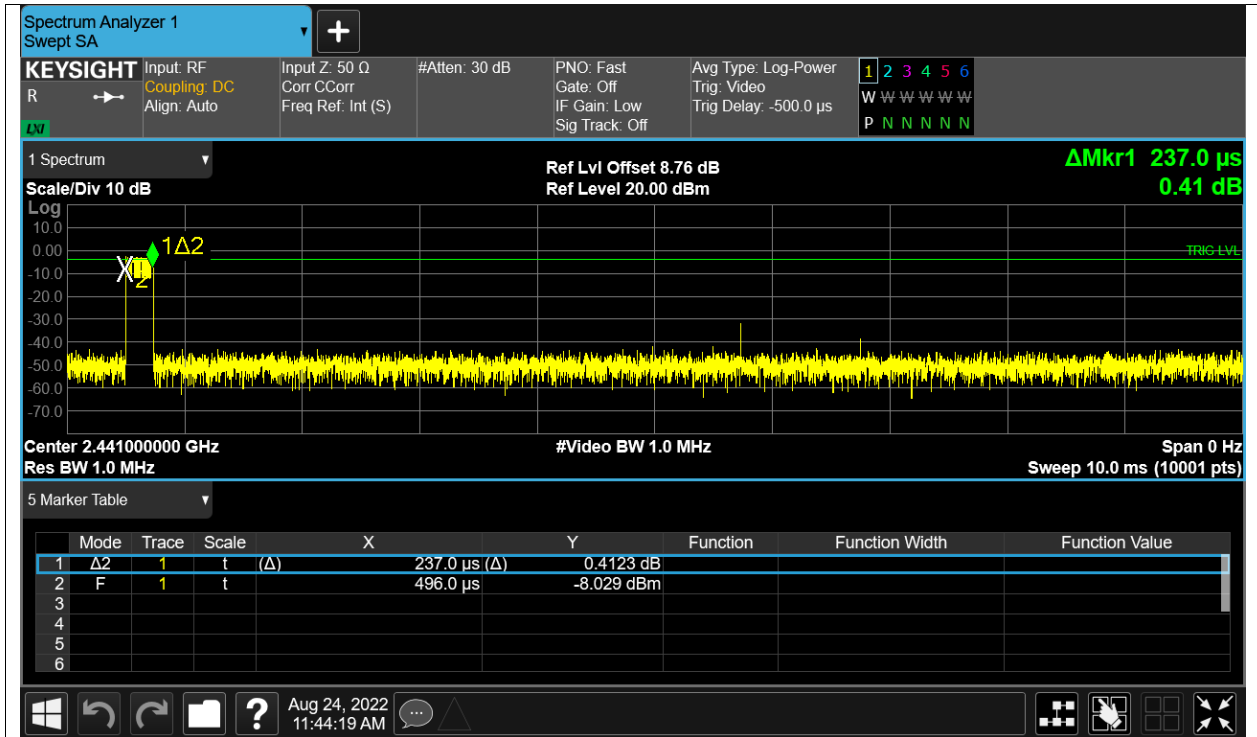 Spectrum Analyzer 1
Swept SA
+
KEYSIGHT Input: RF Input Z: 50 Ω #Atten: 30 dB PNO: Fast Avg Type: Log-Power 1 2 3 4 5 6
R Coupling: DC Corr CCorr Gate: Off Trig: Video W W W W W W
Align: Auto Freq Ref: Int (S) IF Gain: Low Trig Delay: -500.0 µs
LXI Sig Track: Off P N N N N N
1 Spectrum Ref Lvl Offset 8.76 dB ΔMkr1 237.0 µs
Scale/Div 10 dB Ref Level 20.00 dBm 0.41 dB
Log
10.0
0.00 1Δ2 TRIG LVL
-10.0 X 2
-20.0
-30.0
-40.0
-50.0
-60.0
-70.0
Center 2.441000000 GHz #Video BW 1.0 MHz Span 0 Hz
Res BW 1.0 MHz Sweep 10.0 ms (10001 pts)
5 Marker Table
Mode Trace Scale X Y Function Function Width Function Value
1 Δ2 1 t (Δ) 237.0 µs (Δ) 0.4123 dB
2 F 1 t 496.0 µs -8.029 dBm
3
4
5
6
? Aug 24, 2022
11:44:19 AM